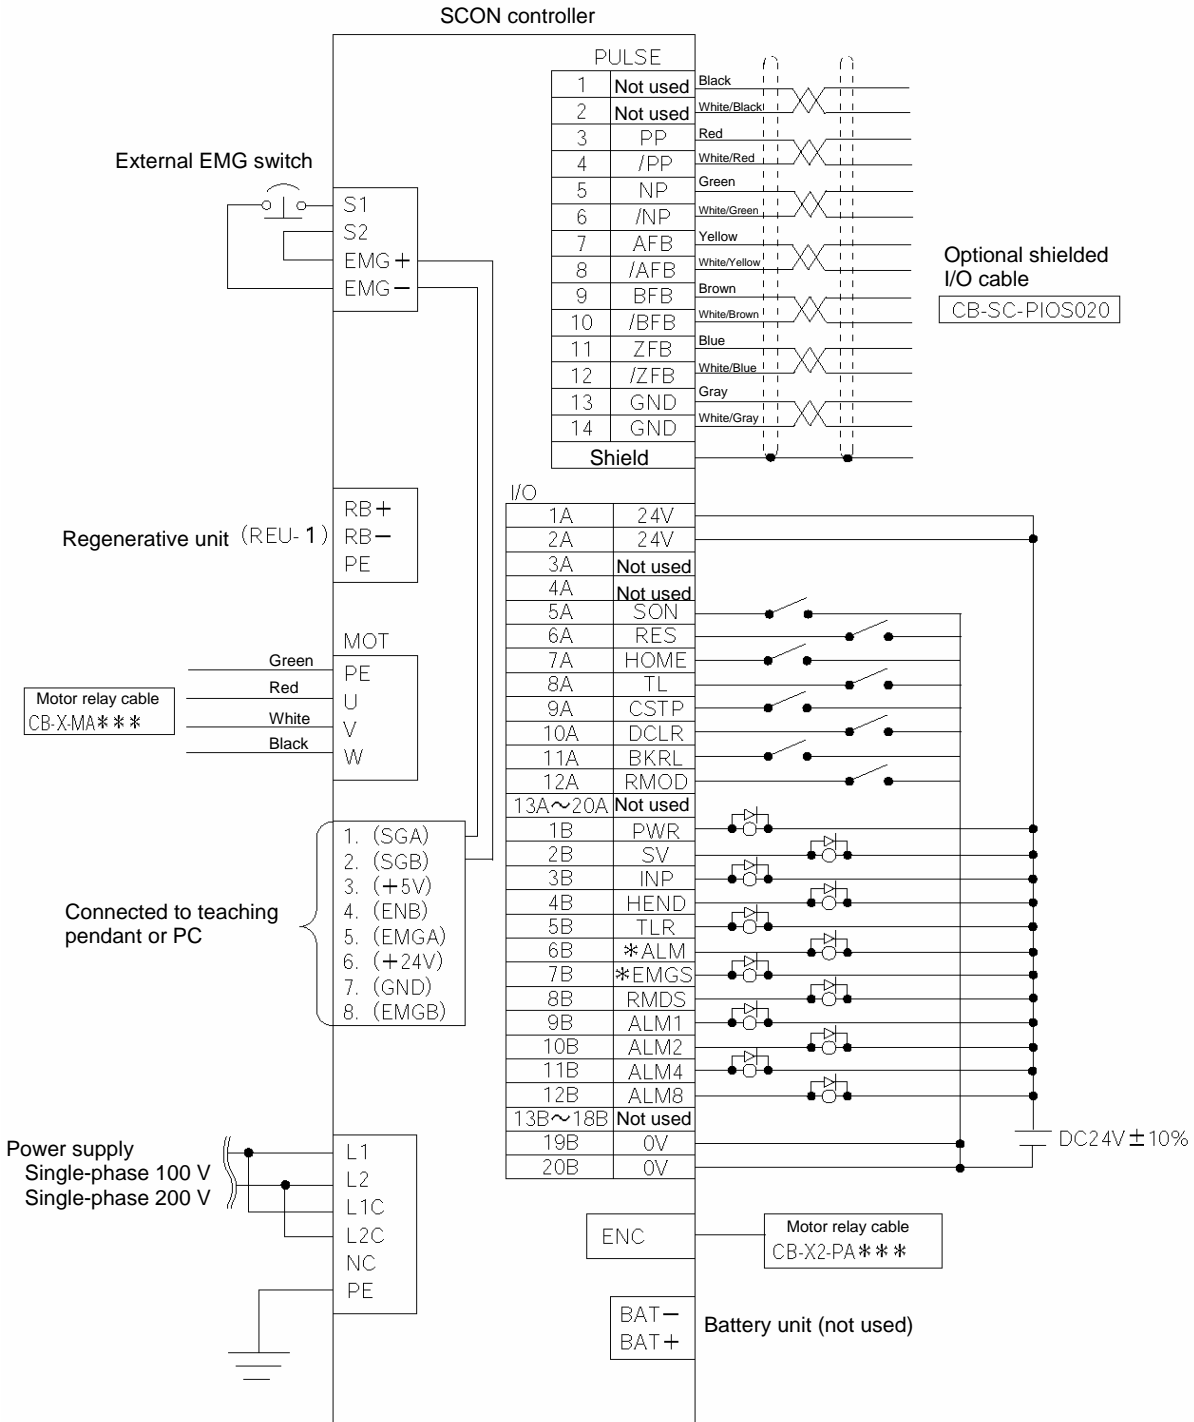 SCON controller
PULSE
1 Not used Black
2 Not used White/Black
3 PP Red
4 /PP White/Red
5 NP Green
6 /NP White/Green
7 AFB Yellow
8 /AFB White/Yellow
9 BFB Brown
10 /BFB White/Brown
11 ZFB Blue
12 /ZFB White/Blue
13 GND Gray
14 GND White/Gray
Shield
Optional shielded
I/O cable
CB-SC-PIOS020
External EMG switch
S1
S2
EMG+
EMG−
Regenerative unit (REU-1)
RB+
RB−
PE
MOT
Green PE
Red U
White V
Black W
Motor relay cable
CB-X-MA***
Connected to teaching
pendant or PC
1. (SGA)
2. (SGB)
3. (+5V)
4. (ENB)
5. (EMGA)
6. (+24V)
7. (GND)
8. (EMGB)
Power supply
Single-phase 100 V
Single-phase 200 V
L1
L2
L1C
L2C
NC
PE
I/O
1A 24V
2A 24V
3A Not used
4A Not used
5A SON
6A RES
7A HOME
8A TL
9A CSTP
10A DCLR
11A BKRL
12A RMOD
13A~20A Not used
1B PWR
2B SV
3B INP
4B HEND
5B TLR
6B *ALM
7B *EMGS
8B RMDS
9B ALM1
10B ALM2
11B ALM4
12B ALM8
13B~18B Not used
19B 0V
20B 0V
DC24V±10%
ENC
Motor relay cable
CB-X2-PA***
BAT−
BAT+
Battery unit (not used)